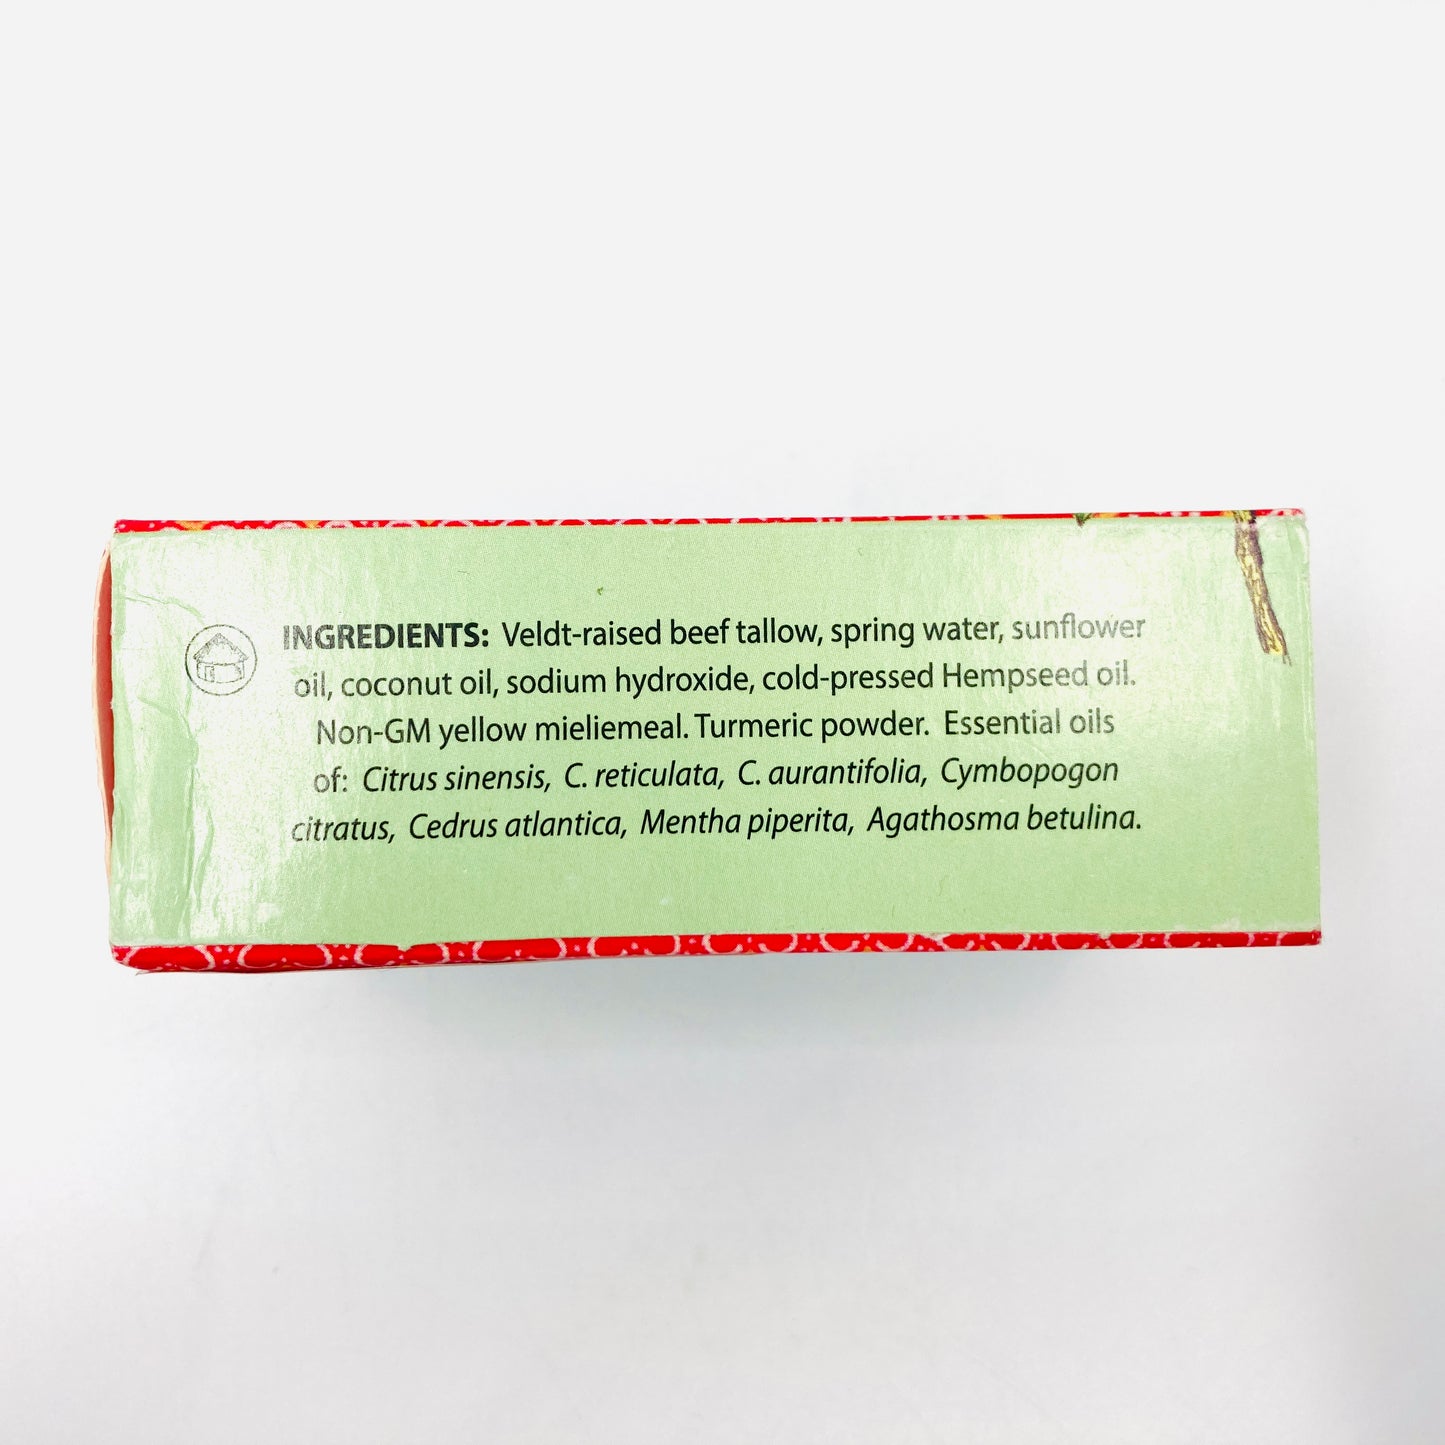 INGREDIENTS: Veldt-raised beef tallow, spring water, sunflower
oil, coconut oil, sodium hydroxide, cold-pressed Hempseed oil.
Non-GM yellow mieliemeal. Turmeric powder. Essential oils
of: Citrus sinensis, C. reticulata, C. aurantifolia, Cymbopogon
citratus, Cedrus atlantica, Mentha piperita, Agathosma betulina.